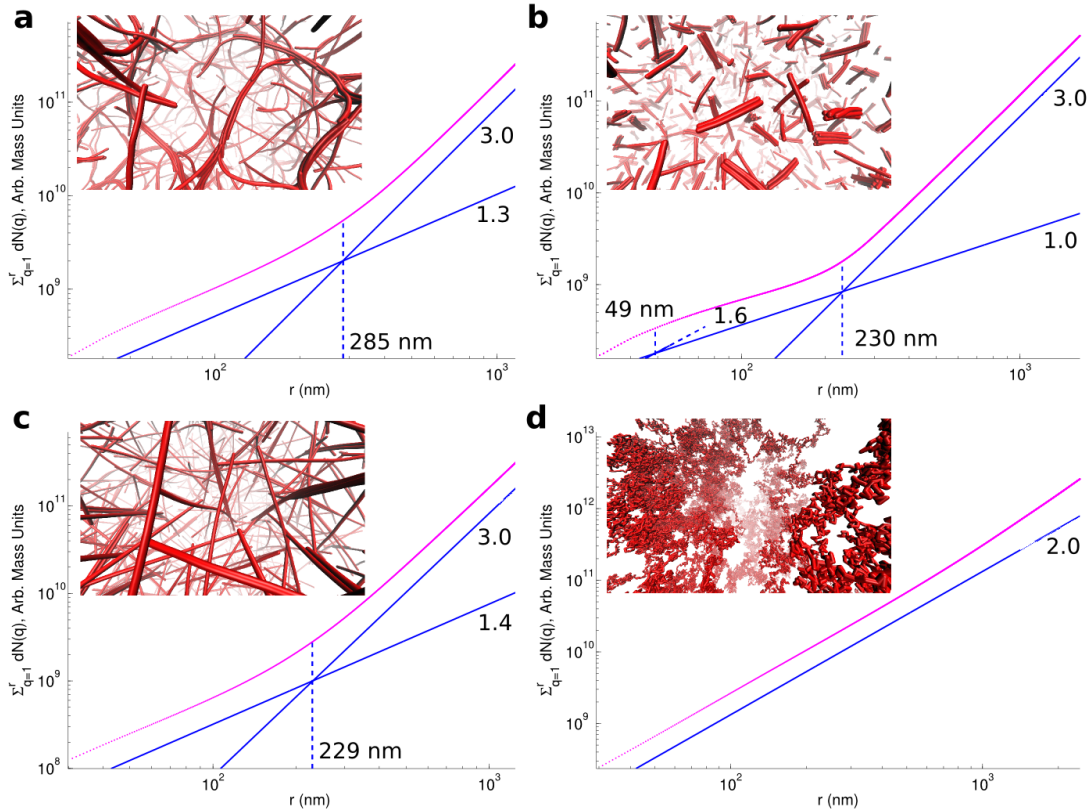 a
Σ^r_{q=1} dN(q), Arb. Mass Units
10^11
10^10
10^9
3.0
1.3
285 nm
10^2
10^3
r (nm)
b
Σ^r_{q=1} dN(q), Arb. Mass Units
10^11
10^10
10^9
3.0
1.0
49 nm
1.6
230 nm
10^2
10^3
r (nm)
c
Σ^r_{q=1} dN(q), Arb. Mass Units
10^11
10^10
10^9
10^8
3.0
1.4
229 nm
10^2
10^3
r (nm)
d
Σ^r_{q=1} dN(q), Arb. Mass Units
10^13
10^12
10^11
10^10
10^9
2.0
10^2
10^3
r (nm)